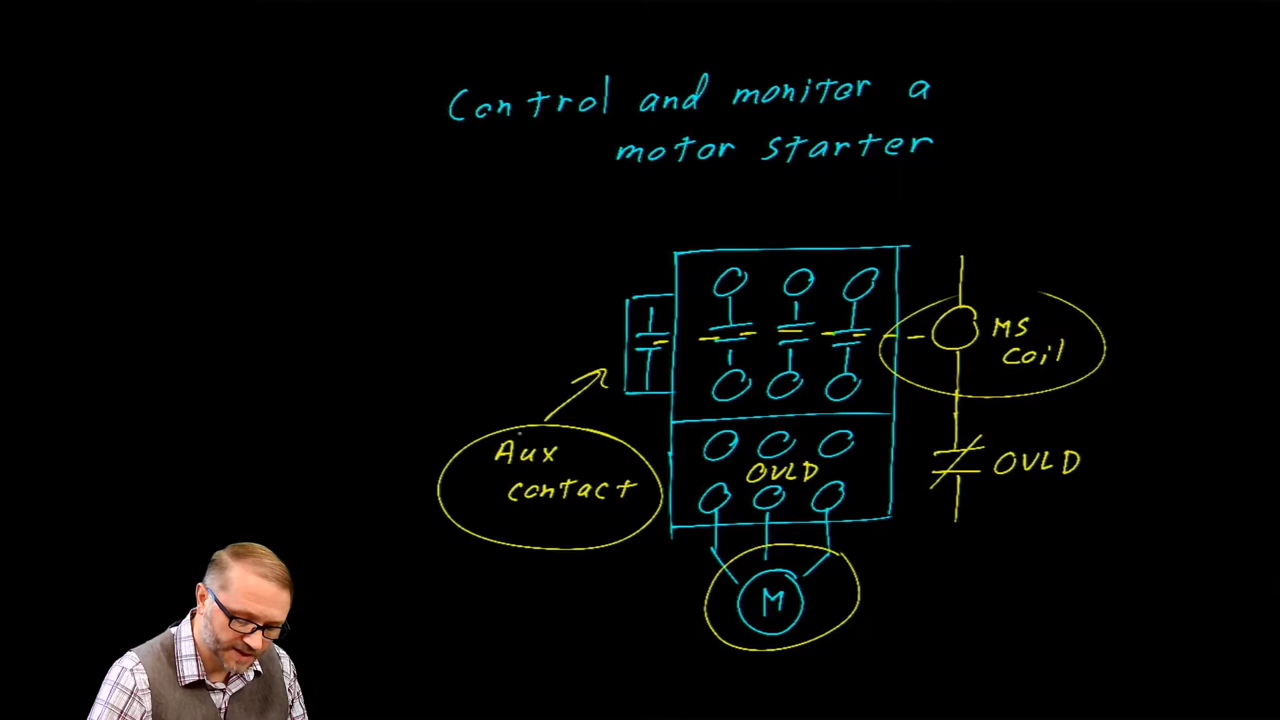 Control and monitor a
motor starter
MS
coil
Aux
contact
OVLD
OVLD
M